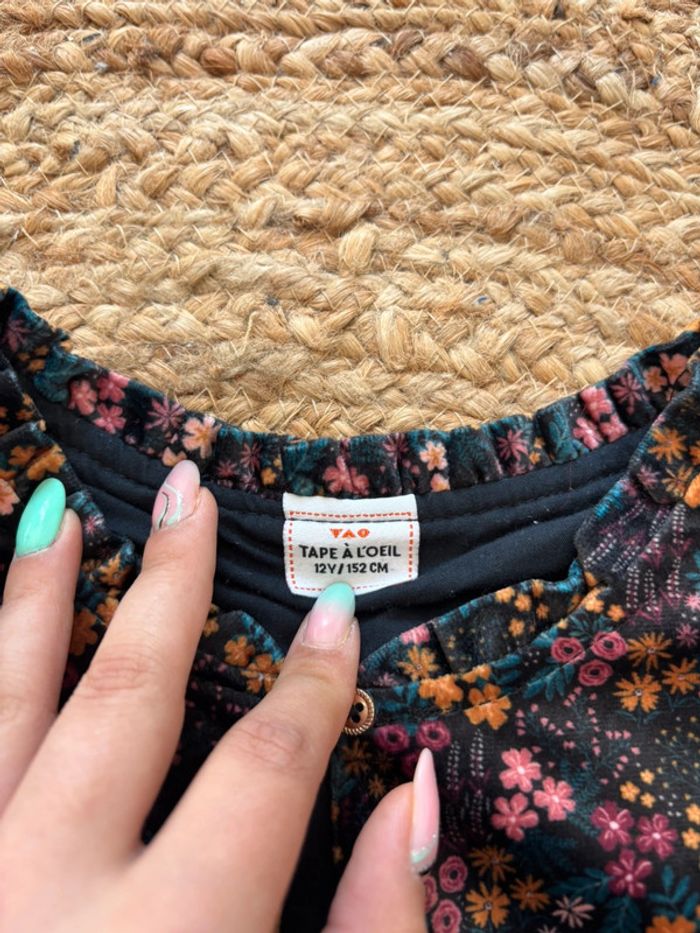 TAO
TAPE À L'OEIL
12Y/152 CM